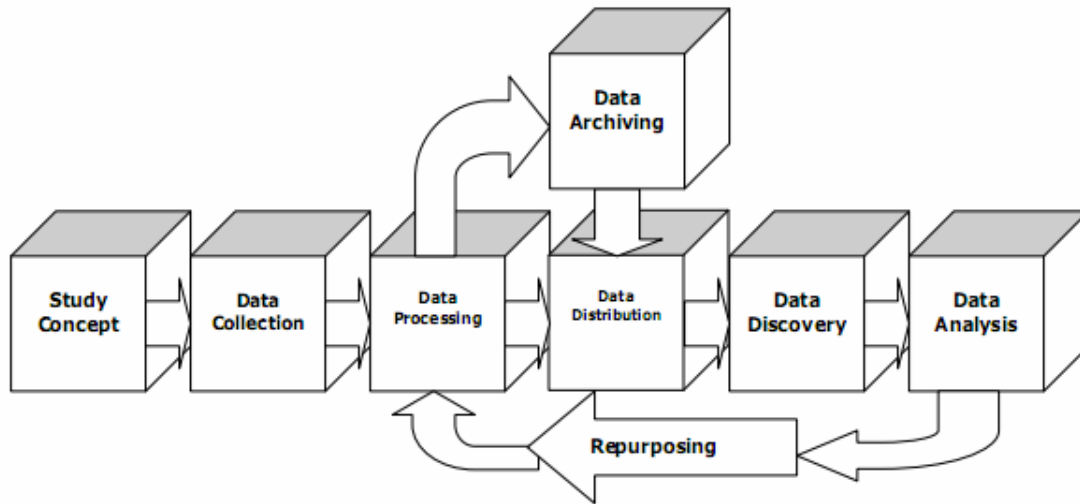 Data
Archiving
Study
Concept
Data
Collection
Data
Processing
Data
Distribution
Data
Discovery
Data
Analysis
Repurposing